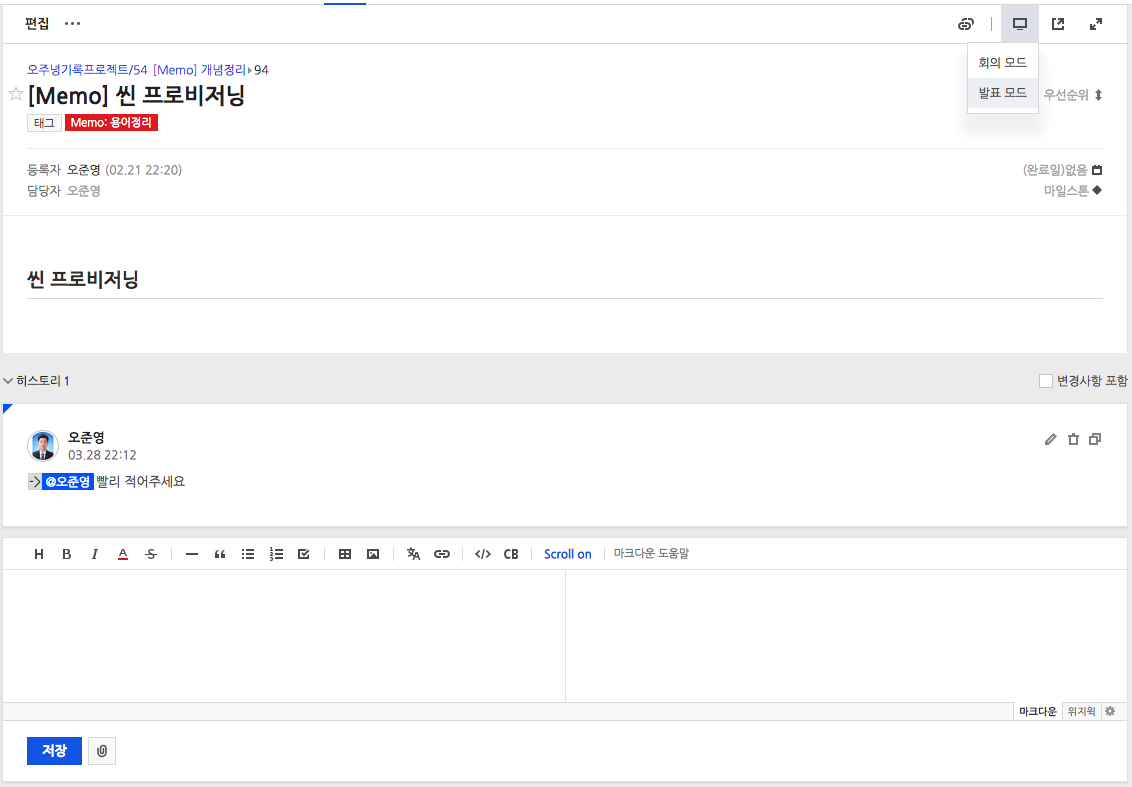 편집 ···
회의 모드
발표 모드
오주넝기록프로젝트/54 [Memo] 개념정리 94
[Memo] 씬 프로비저닝
우선순위
태그 Memo: 용어정리
등록자 오준영 (02.21 22:20)
(완료일)없음
담당자 오준영
마일스톤
씬 프로비저닝
히스토리 1
변경사항 포함
오준영
03.28 22:12
-> @오준영 빨리 적어주세요
H B I A S Scroll on 마크다운 도움말
CB
마크다운 위지윅
저장